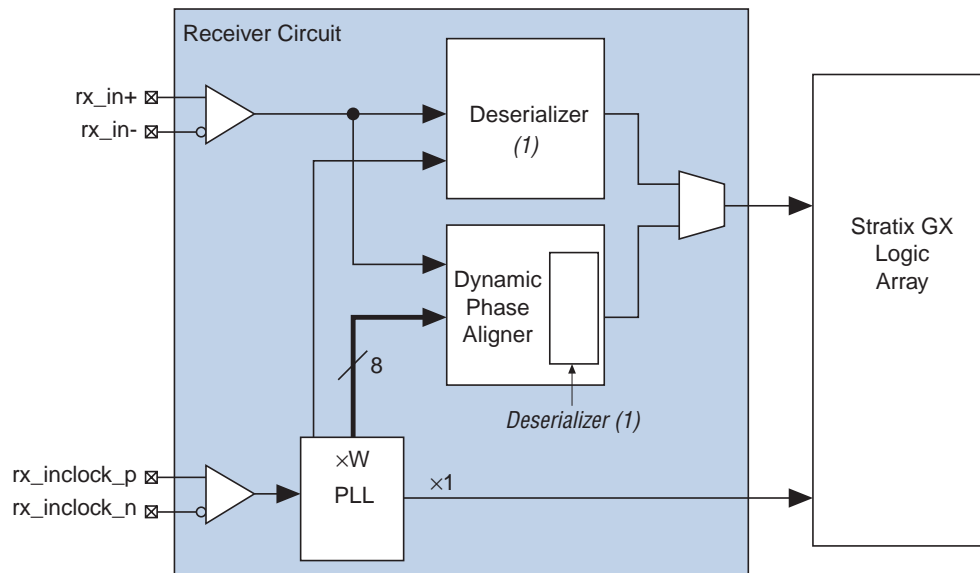 Receiver Circuit
rx_in+
rx_in-
Deserializer
(1)
Stratix GX
Logic
Array
Dynamic
Phase
Aligner
8
Deserializer (1)
rx_inclock_p
rx_inclock_n
×W
PLL
×1